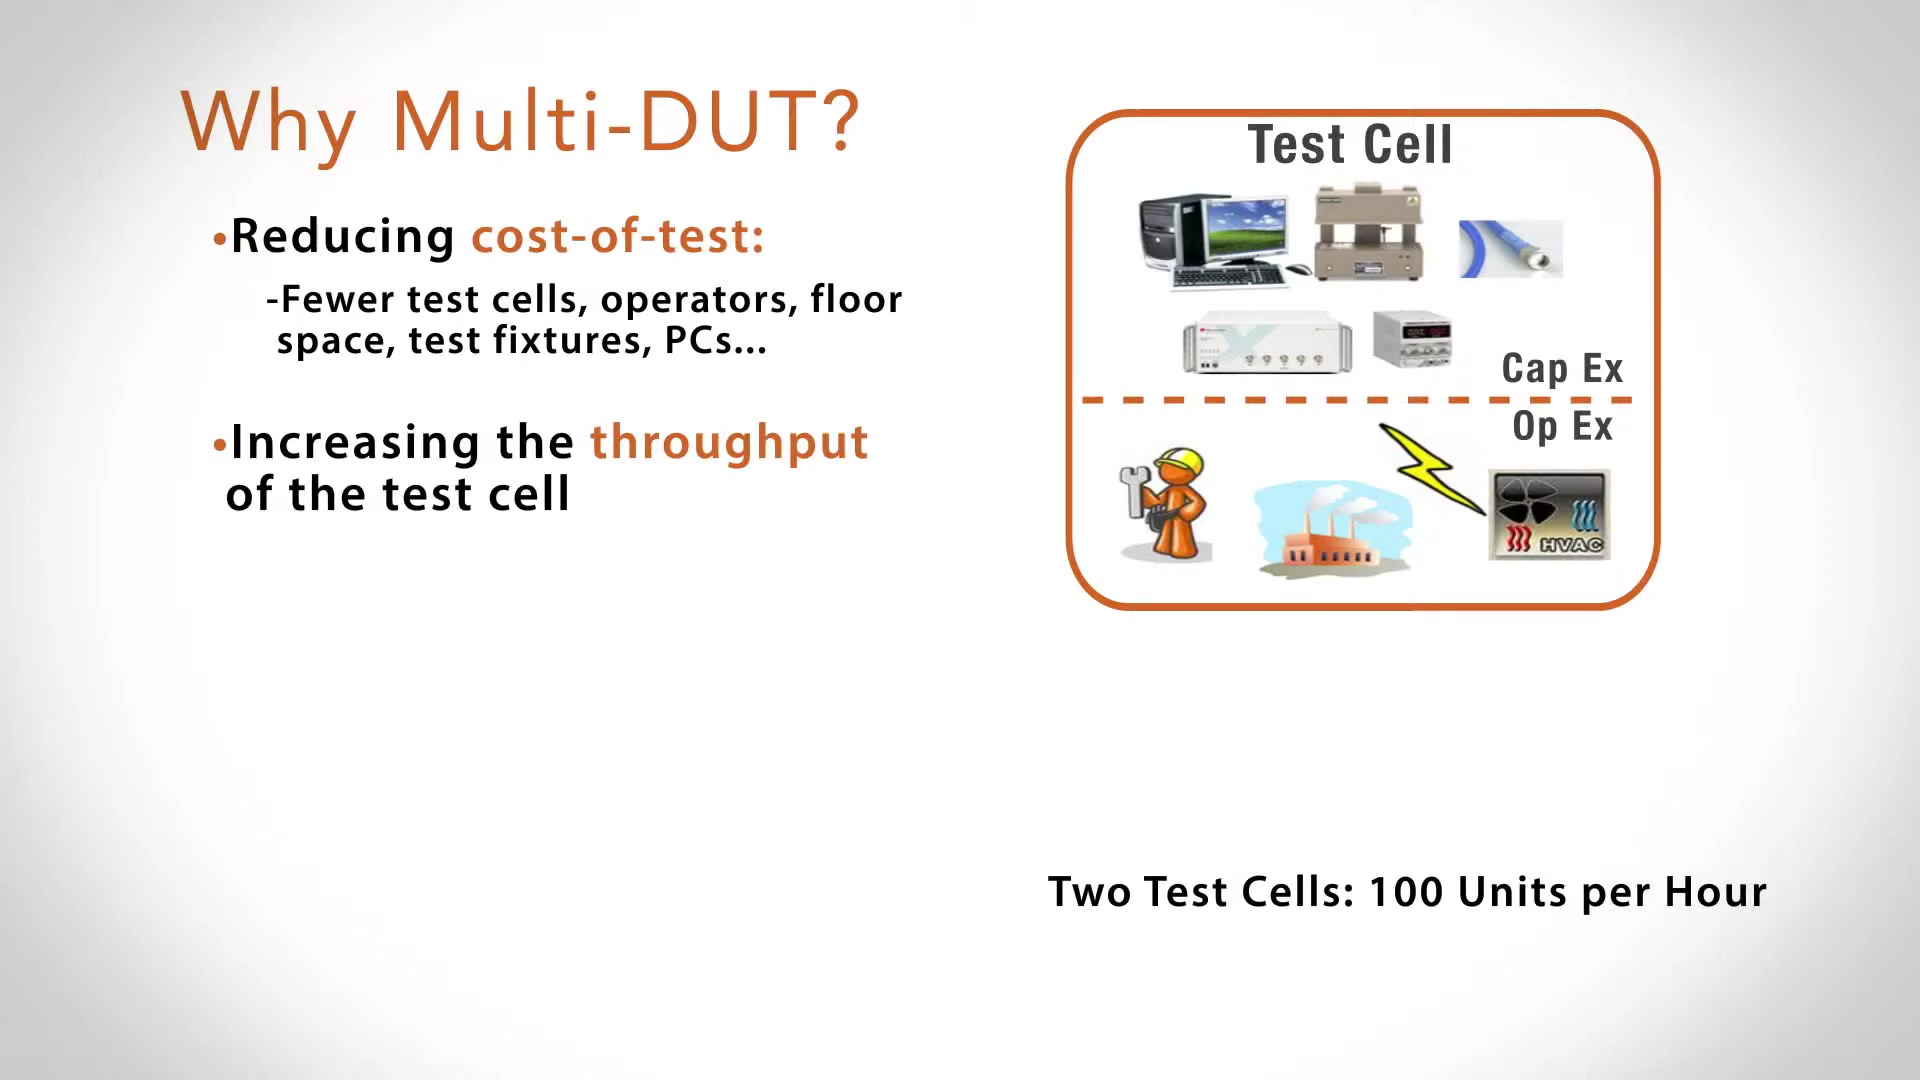 Why Multi-DUT?
•Reducing cost-of-test:
-Fewer test cells, operators, floor
space, test fixtures, PCs...
•Increasing the throughput
of the test cell
Test Cell
Cap Ex
Op Ex
HVAC
Two Test Cells: 100 Units per Hour